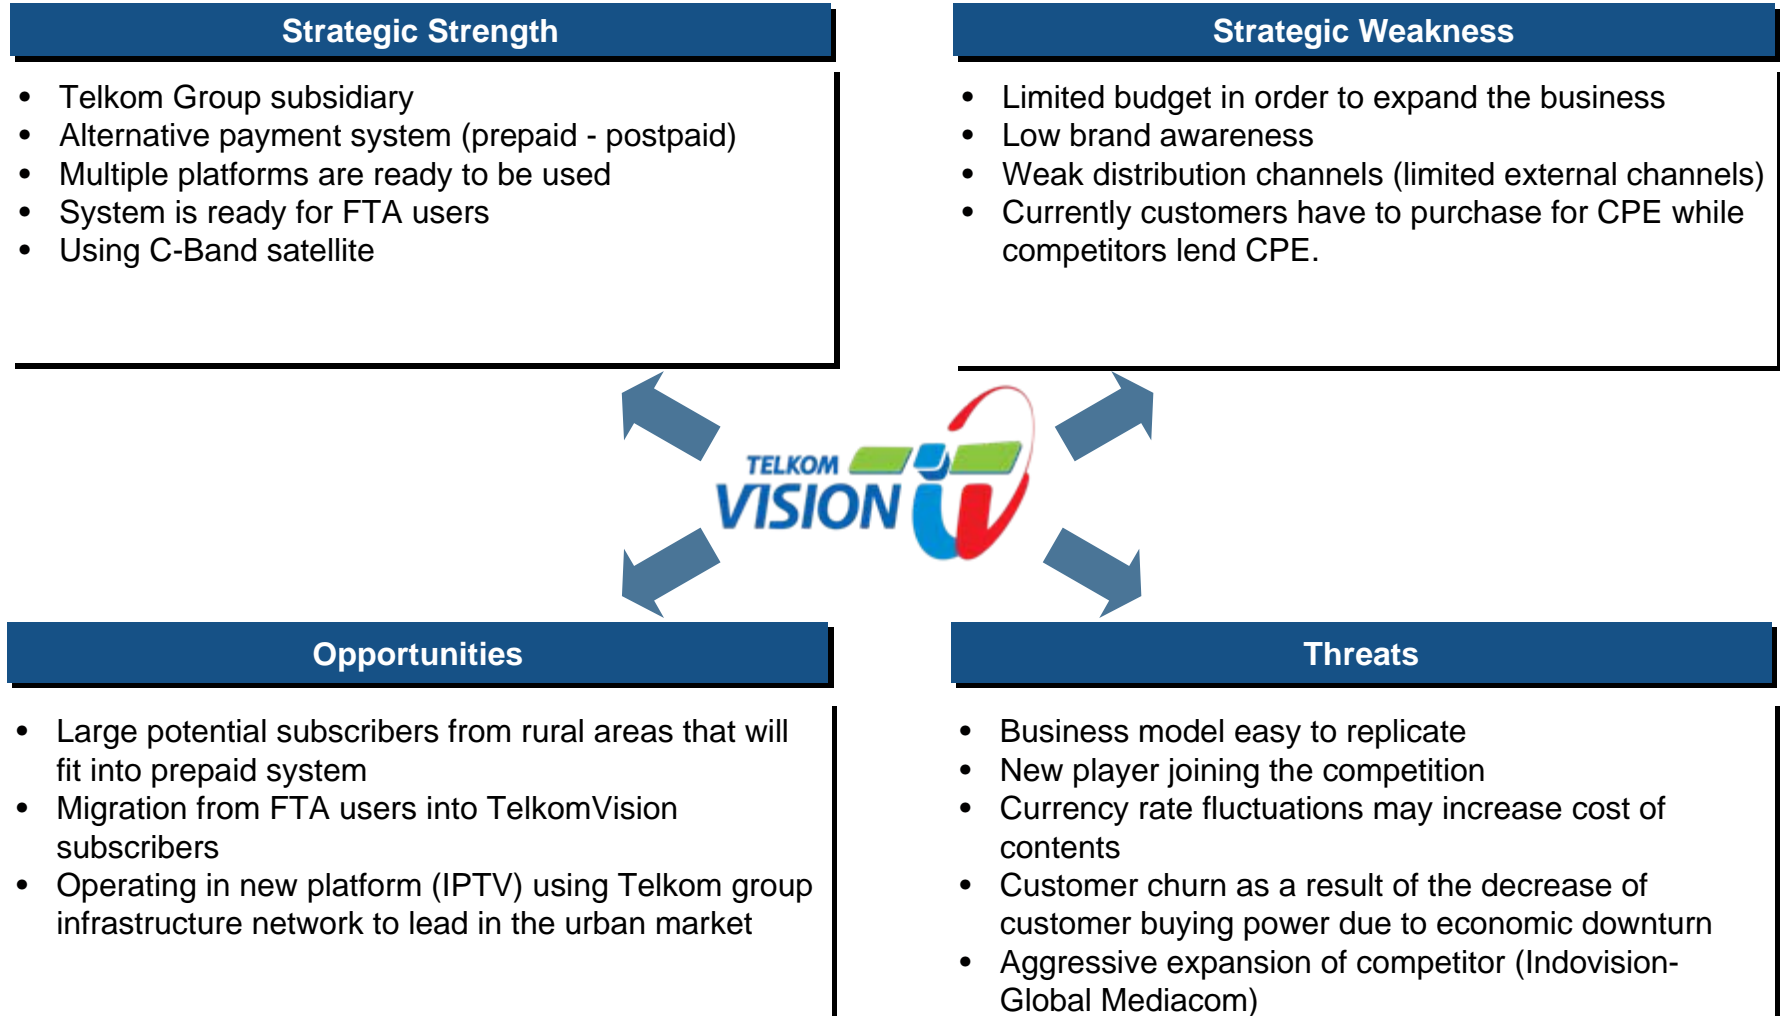 Strategic Strength
• Telkom Group subsidiary
• Alternative payment system (prepaid - postpaid)
• Multiple platforms are ready to be used
• System is ready for FTA users
• Using C-Band satellite
Strategic Weakness
• Limited budget in order to expand the business
• Low brand awareness
• Weak distribution channels (limited external channels)
• Currently customers have to purchase for CPE while
competitors lend CPE.
TELKOM
VISION
Opportunities
• Large potential subscribers from rural areas that will
fit into prepaid system
• Migration from FTA users into TelkomVision
subscribers
• Operating in new platform (IPTV) using Telkom group
infrastructure network to lead in the urban market
Threats
• Business model easy to replicate
• New player joining the competition
• Currency rate fluctuations may increase cost of
contents
• Customer churn as a result of the decrease of
customer buying power due to economic downturn
• Aggressive expansion of competitor (Indovision-
Global Mediacom)